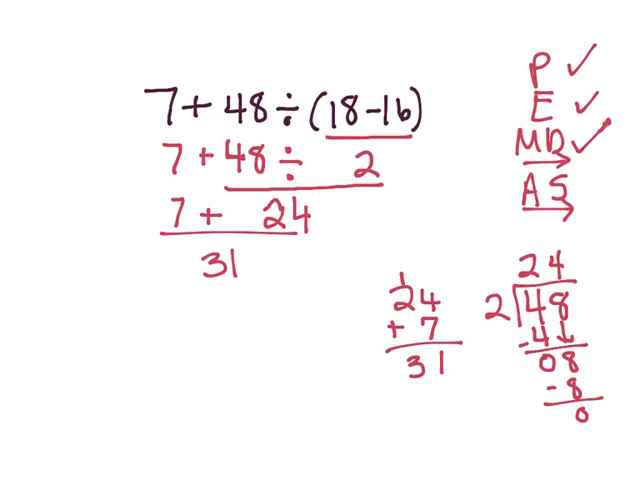 7 + 48 ÷ (18 - 16)
7 + 48 ÷ 2
7 + 24
31
P ✓
E ✓
MD ✓
AS
1
24
+ 7
31
24
2 48
- 4
08
- 8
0